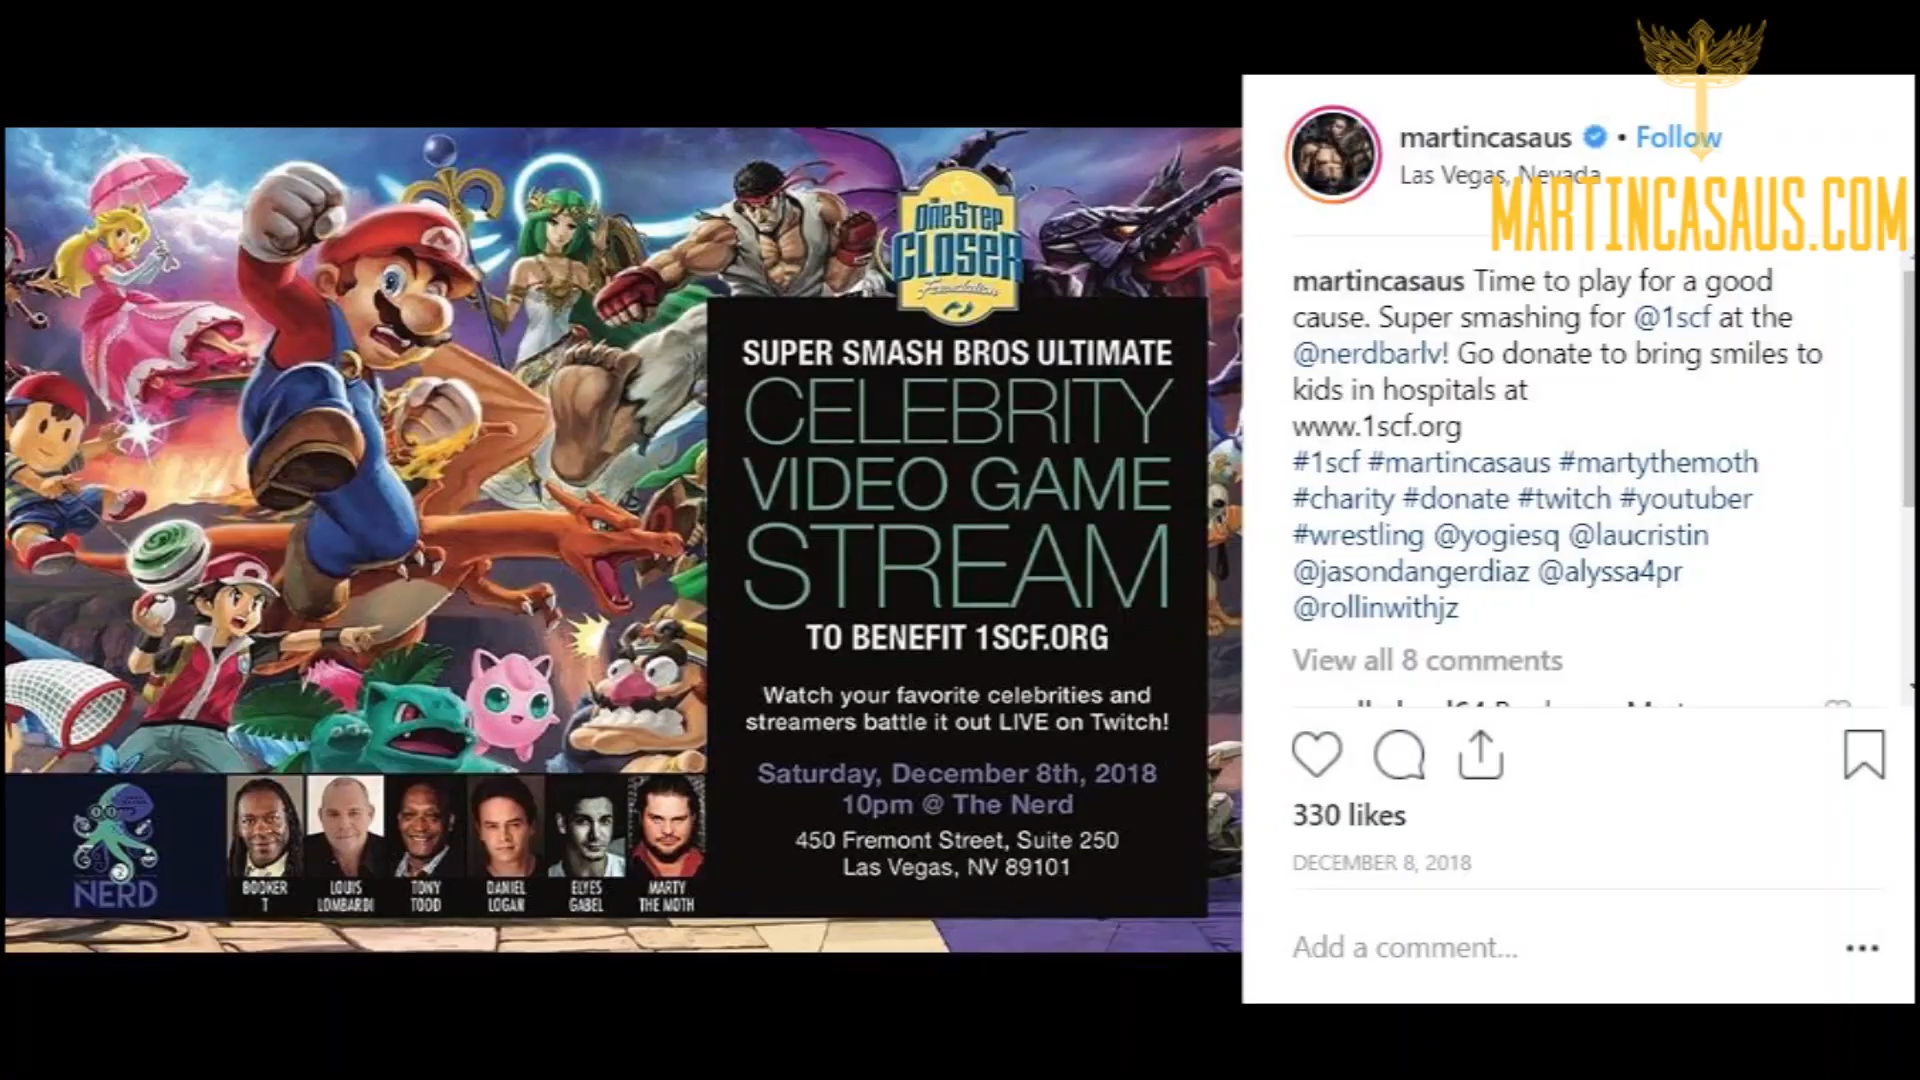 THE
ONE STEP
CLOSER
Foundation
SUPER SMASH BROS ULTIMATE
CELEBRITY
VIDEO GAME
STREAM
TO BENEFIT 1SCF.ORG
Watch your favorite celebrities and
streamers battle it out LIVE on Twitch!
Saturday, December 8th, 2018
10pm @ The Nerd
450 Fremont Street, Suite 250
Las Vegas, NV 89101
NERD
BOOKER
T
LOUIS
LOMBARDI
TONY
TODD
DANIEL
LOGAN
ELYES
GABEL
MARTY
THE MOTH
martincasaus • Follow
Las Vegas, Nevada
MARTINCASAUS.COM
martincasaus Time to play for a good
cause. Super smashing for @1scf at the
@nerdbarlv! Go donate to bring smiles to
kids in hospitals at
www.1scf.org
#1scf #martincasaus #martythemoth
#charity #donate #twitch #youtuber
#wrestling @yogiesq @laucristin
@jasondangerdiaz @alyssa4pr
@rollinwithjz
View all 8 comments
330 likes
DECEMBER 8, 2018
Add a comment...